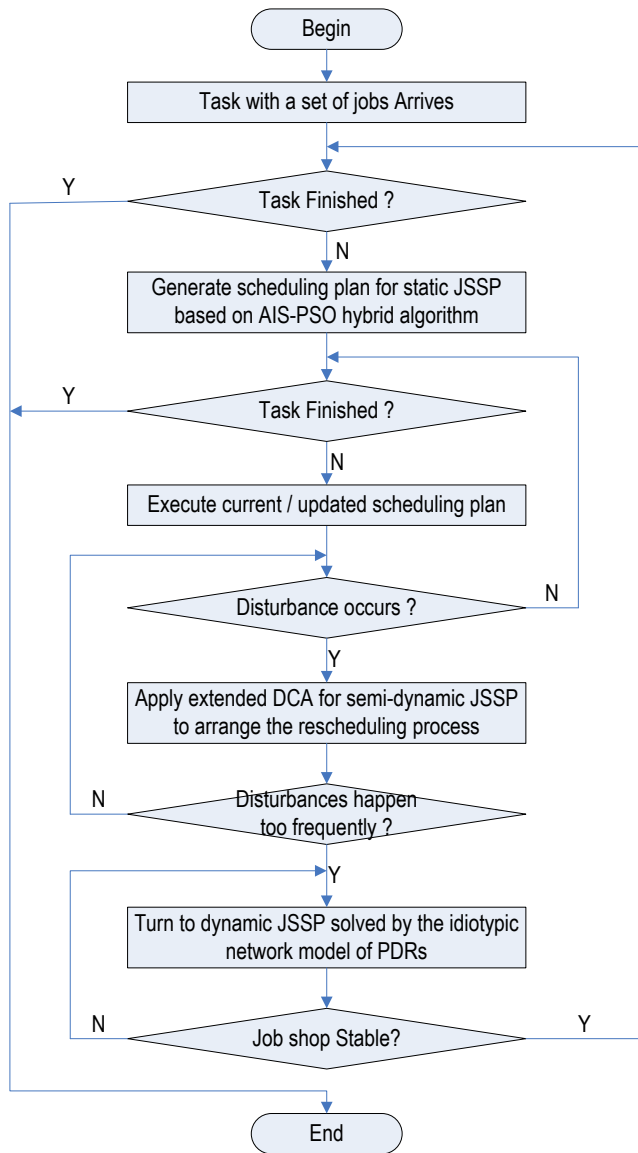 Begin
Task with a set of jobs Arrives
Y
Task Finished ?
N
Generate scheduling plan for static JSSP
based on AIS-PSO hybrid algorithm
Y
Task Finished ?
N
Execute current / updated scheduling plan
Disturbance occurs ?
N
Y
Apply extended DCA for semi-dynamic JSSP
to arrange the rescheduling process
N
Disturbances happen
too frequently ?
Y
Turn to dynamic JSSP solved by the idiotypic
network model of PDRs
N
Job shop Stable?
Y
End